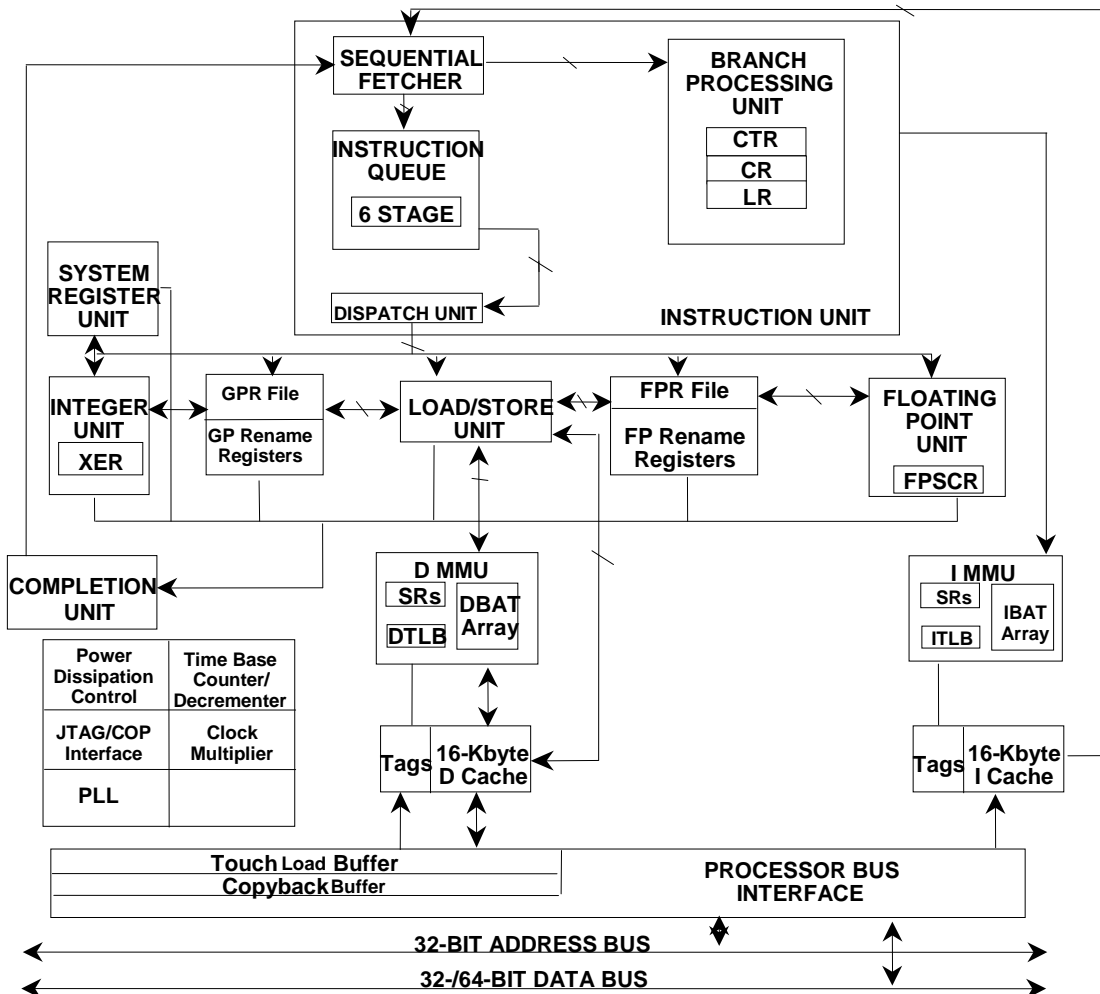 SEQUENTIAL
FETCHER
BRANCH
PROCESSING
UNIT
CTR
CR
LR
INSTRUCTION
QUEUE
6 STAGE
DISPATCH UNIT
INSTRUCTION UNIT
SYSTEM
REGISTER
UNIT
INTEGER
UNIT
XER
GPR File
GP Rename
Registers
LOAD/STORE
UNIT
FPR File
FP Rename
Registers
FLOATING
POINT
UNIT
FPSCR
COMPLETION
UNIT
D MMU
SRs
DTLB
DBAT
Array
I MMU
SRs
ITLB
IBAT
Array
Power
Dissipation
Control
Time Base
Counter/
Decrementer
JTAG/COP
Interface
Clock
Multiplier
PLL
Tags
16-Kbyte
D Cache
Tags
16-Kbyte
I Cache
Touch Load Buffer
Copyback Buffer
PROCESSOR BUS
INTERFACE
32-BIT ADDRESS BUS
32-/64-BIT DATA BUS